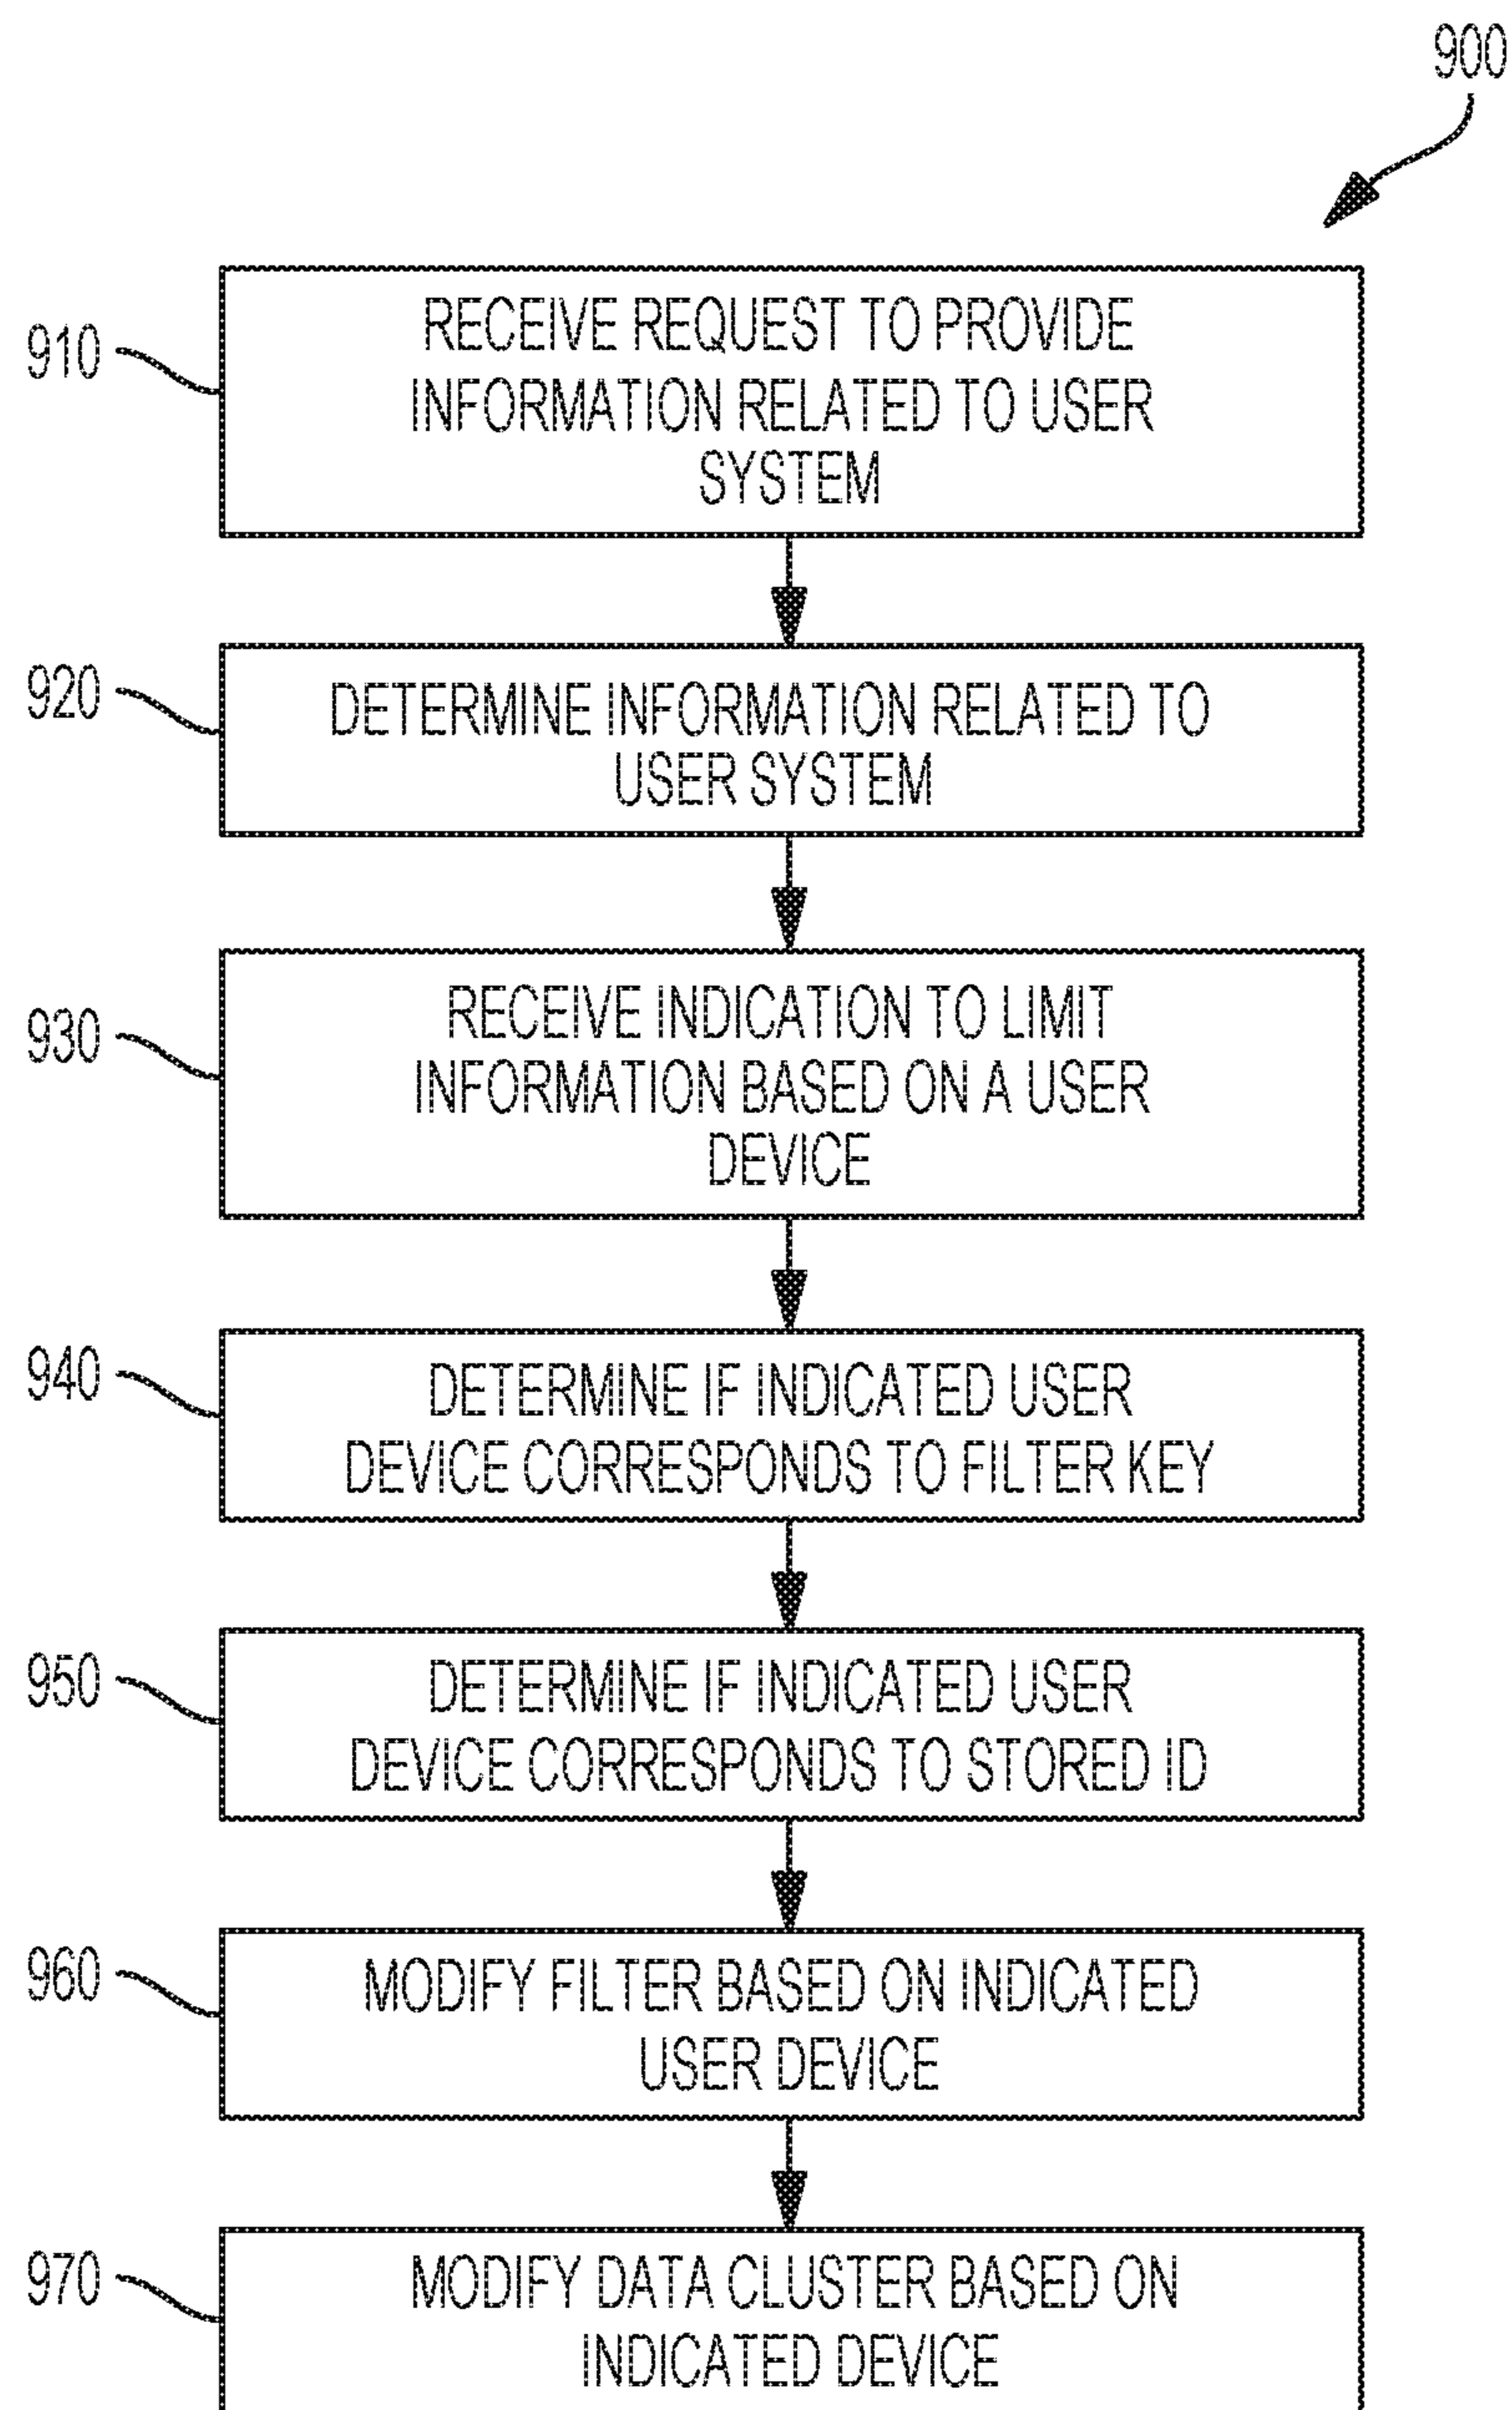 900
910
RECEIVE REQUEST TO PROVIDE
INFORMATION RELATED TO USER
SYSTEM
920
DETERMINE INFORMATION RELATED TO
USER SYSTEM
930
RECEIVE INDICATION TO LIMIT
INFORMATION BASED ON A USER
DEVICE
940
DETERMINE IF INDICATED USER
DEVICE CORRESPONDS TO FILTER KEY
950
DETERMINE IF INDICATED USER
DEVICE CORRESPONDS TO STORED ID
960
MODIFY FILTER BASED ON INDICATED
USER DEVICE
970
MODIFY DATA CLUSTER BASED ON
INDICATED DEVICE